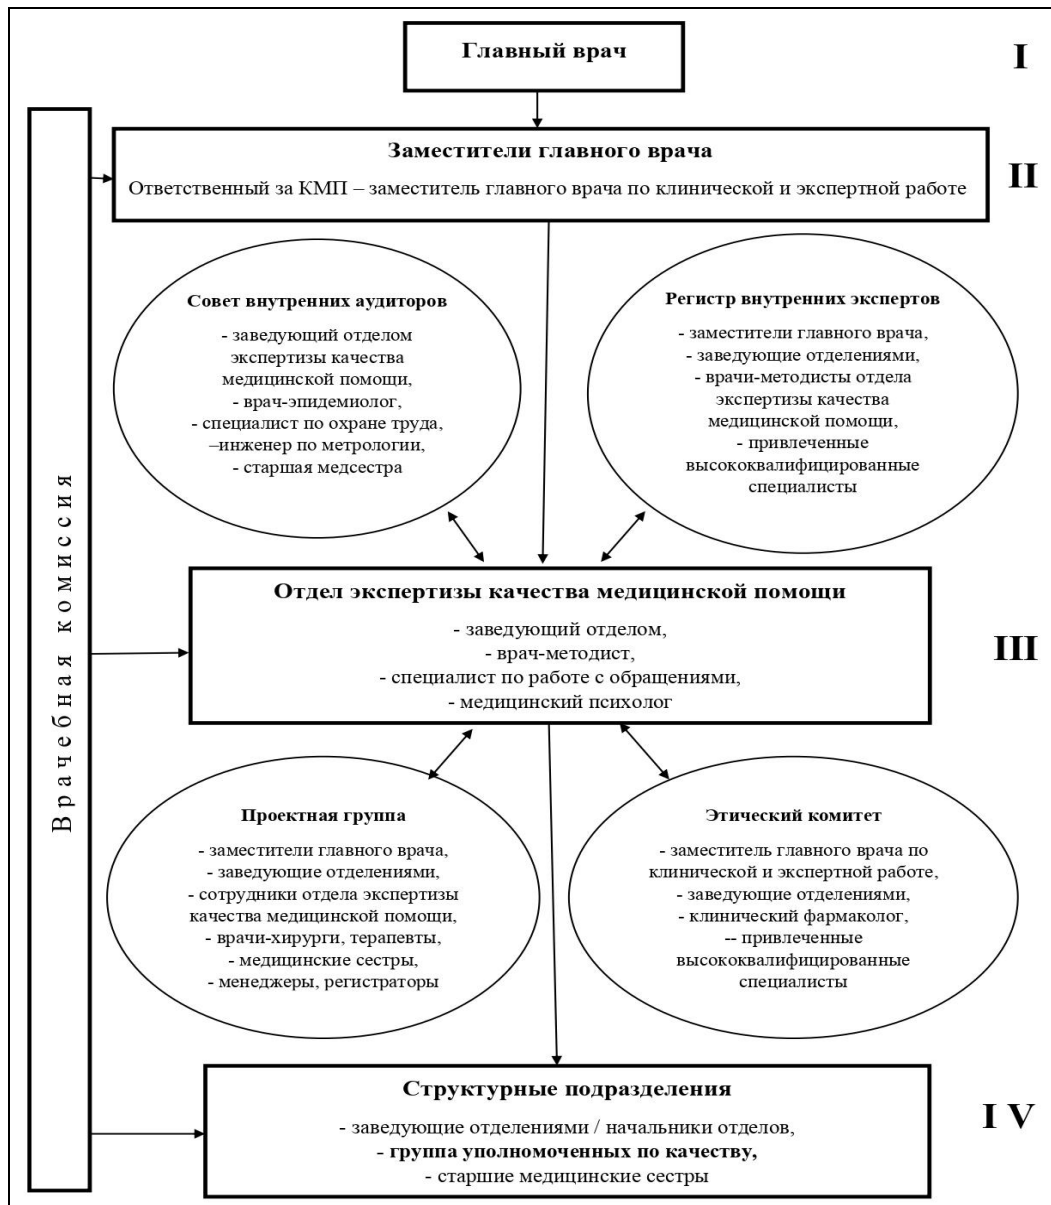 Главный врач
I
Заместители главного врача
Ответственный за КМП – заместитель главного врача по клинической и экспертной работе
II
Врачебная комиссия
Совет внутренних аудиторов
- заведующий отделом
экспертизы качества
медицинской помощи,
- врач-эпидемиолог,
- специалист по охране труда,
–инженер по метрологии,
- старшая медсестра
Регистр внутренних экспертов
- заместители главного врача,
- заведующие отделениями,
- врачи-методисты отдела
экспертизы качества
медицинской помощи,
- привлеченные
высококвалифицированные
специалисты
Отдел экспертизы качества медицинской помощи
- заведующий отделом,
- врач-методист,
- специалист по работе с обращениями,
- медицинский психолог
III
Проектная группа
- заместители главного врача,
- заведующие отделениями,
- сотрудники отдела экспертизы
качества медицинской помощи,
- врачи-хирурги, терапевты,
- медицинские сестры,
- менеджеры, регистраторы
Этический комитет
- заместитель главного врача по
клинической и экспертной работе,
- заведующие отделениями,
- клинический фармаколог,
-- привлеченные
высококвалифицированные
специалисты
Структурные подразделения
- заведующие отделениями / начальники отделов,
- группа уполномоченных по качеству,
- старшие медицинские сестры
I V